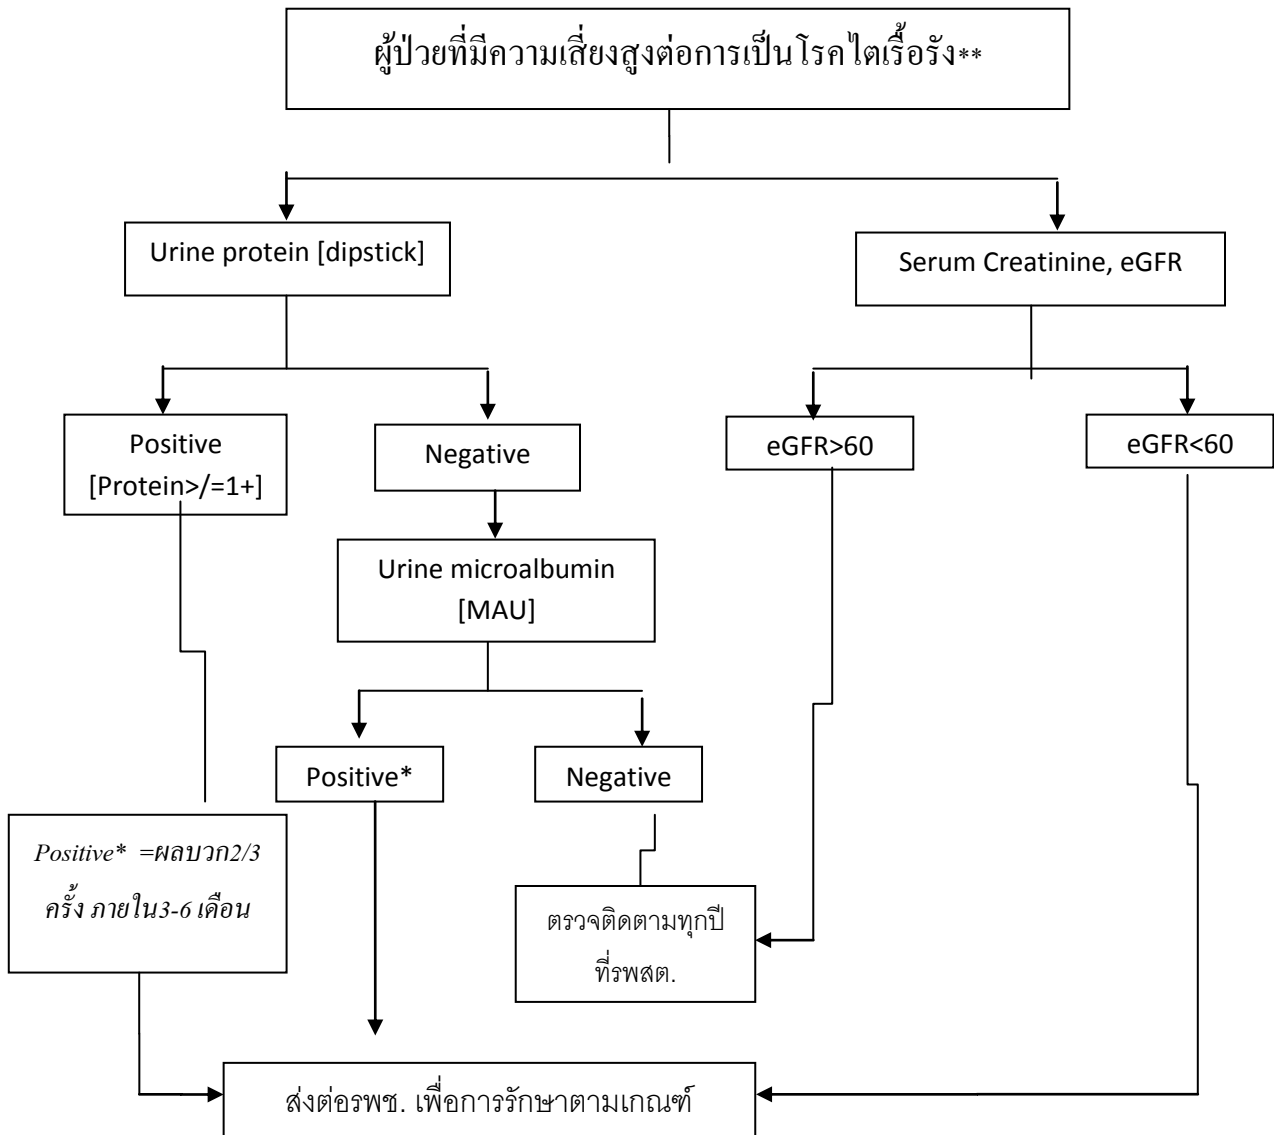 ผู้ป่วยที่มีความเสี่ยงสูงต่อการเป็นโรคไตเรื้อรัง**
Urine protein [dipstick]
Serum Creatinine, eGFR
Positive
[Protein>/=1+]
Negative
eGFR>60
eGFR<60
Urine microalbumin
[MAU]
Positive*
Negative
Positive* =ผลบวก2/3
ครั้ง ภายใน3-6 เดือน
ตรวจติดตามทุกปี
ที่รพสต.
ส่งต่อรพช. เพื่อการรักษาตามเกณฑ์